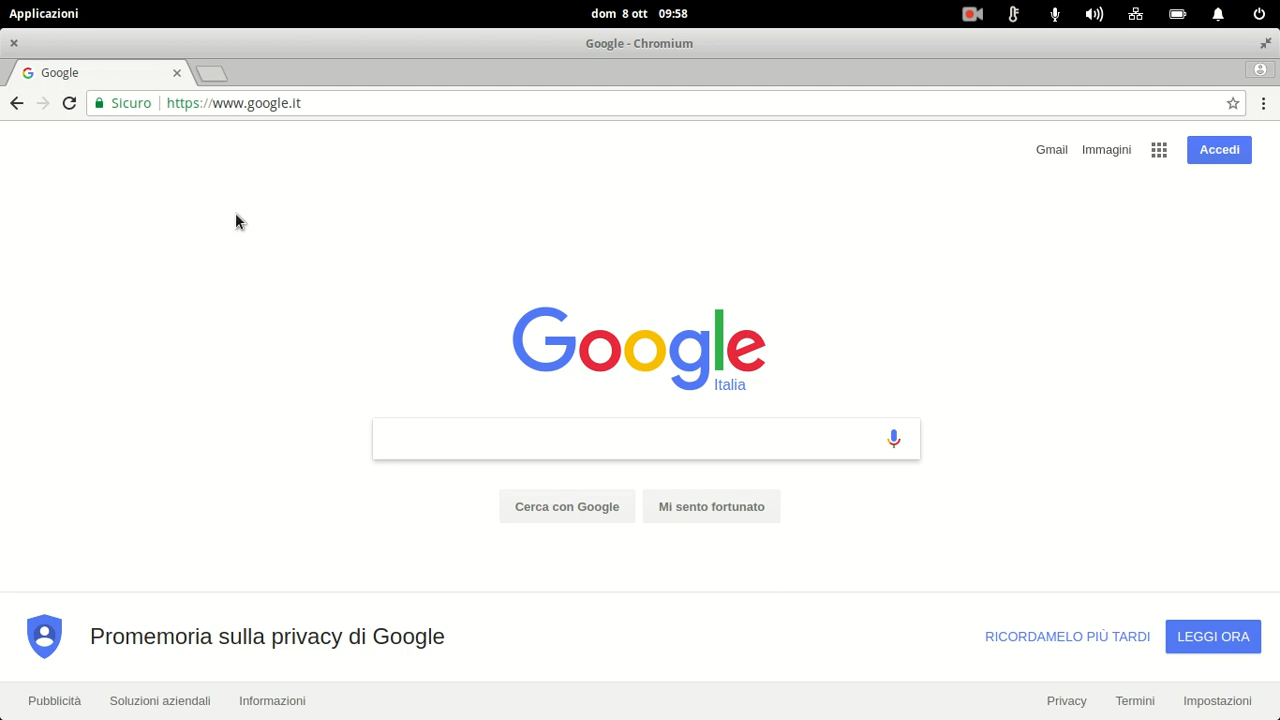 Applicazioni
dom 8 ott 09:58
Google - Chromium
Google
Sicuro
https://www.google.it
Gmail
Immagini
Accedi
Google
Italia
Cerca con Google
Mi sento fortunato
Promemoria sulla privacy di Google
RICORDAMELO PIÙ TARDI
LEGGI ORA
Pubblicità
Soluzioni aziendali
Informazioni
Privacy
Termini
Impostazioni